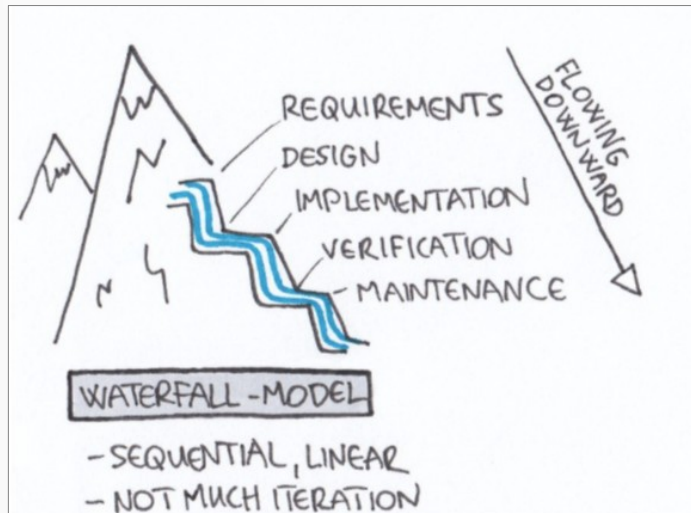 REQUIREMENTS
DESIGN
IMPLEMENTATION
VERIFICATION
MAINTENANCE
FLOWING
DOWNWARD
WATERFALL-MODEL
- SEQUENTIAL, LINEAR
- NOT MUCH ITERATION